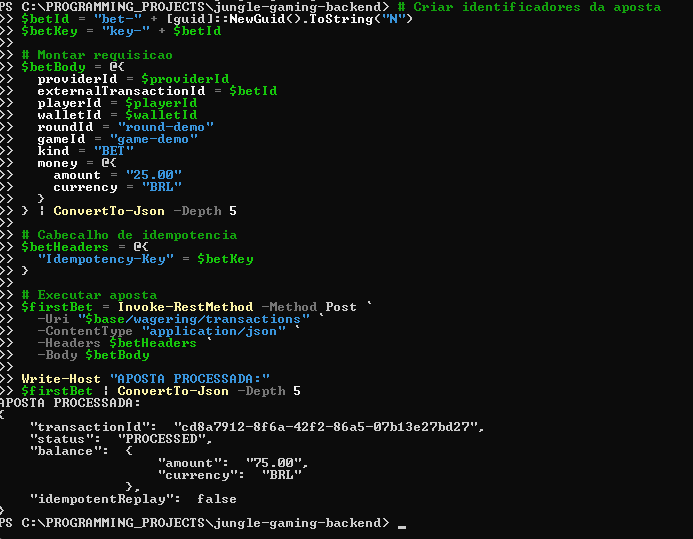 PS C:\PROGRAMMING_PROJECTS\jungle-gaming-backend> # Criar identificadores da aposta
>> $betId = "bet-" + [guid]::NewGuid().ToString("N")
>> $betKey = "key-" + $betId
>>
>> # Montar requisicao
>> $betBody = @{
>>   providerId = $providerId
>>   externalTransactionId = $betId
>>   playerId = $playerId
>>   walletId = $walletId
>>   roundId = "round-demo"
>>   gameId = "game-demo"
>>   kind = "BET"
>>   money = @{
>>     amount = "25.00"
>>     currency = "BRL"
>>   }
>> } | ConvertTo-Json -Depth 5
>>
>> # Cabecalho de idempotencia
>> $betHeaders = @{
>>   "Idempotency-Key" = $betKey
>> }
>>
>> # Executar aposta
>> $firstBet = Invoke-RestMethod -Method Post `
>>   -Uri "$base/wagering/transactions" `
>>   -ContentType "application/json" `
>>   -Headers $betHeaders `
>>   -Body $betBody
>>
>> Write-Host "APOSTA PROCESSADA:"
>> $firstBet | ConvertTo-Json -Depth 5
APOSTA PROCESSADA:
{
    "transactionId":  "cd8a7912-8f6a-42f2-86a5-07b13e27bd27",
    "status":  "PROCESSED",
    "balance":  {
                    "amount":  "75.00",
                    "currency":  "BRL"
                },
    "idempotentReplay":  false
}
PS C:\PROGRAMMING_PROJECTS\jungle-gaming-backend> _